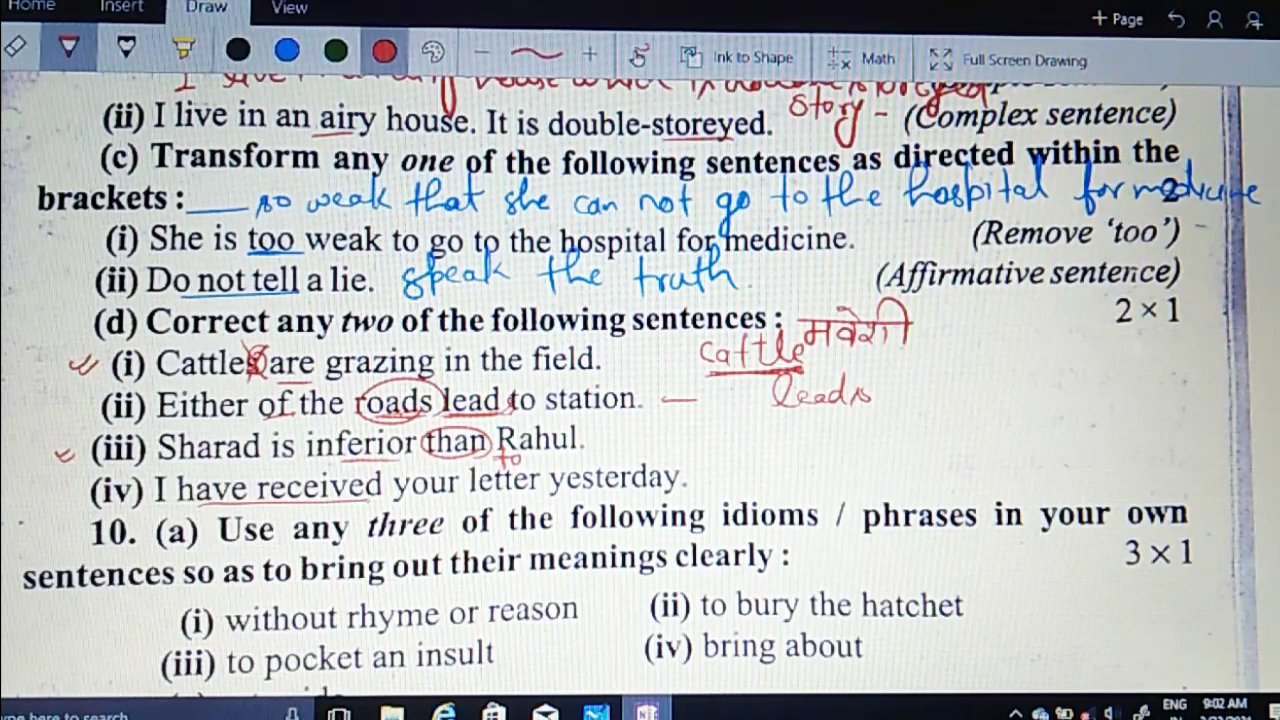 Home Insert Draw View
+ Page
Ink to Shape Math Full Screen Drawing
(ii) I live in an airy house. It is double-storeyed. story - (Complex sentence)
(c) Transform any one of the following sentences as directed within the
brackets : so weak that she can not go to the hospital for medicine
(i) She is too weak to go to the hospital for medicine. (Remove 'too')
(ii) Do not tell a lie. speak the truth (Affirmative sentence)
(d) Correct any two of the following sentences : मवेशी 2 × 1
(i) Cattles are grazing in the field. cattle
(ii) Either of the roads lead to station. leads
(iii) Sharad is inferior than Rahul.
to
(iv) I have received your letter yesterday.
10. (a) Use any three of the following idioms / phrases in your own
sentences so as to bring out their meanings clearly : 3 × 1
(i) without rhyme or reason (ii) to bury the hatchet
(iii) to pocket an insult (iv) bring about
here to search
ENG 9:02 AM